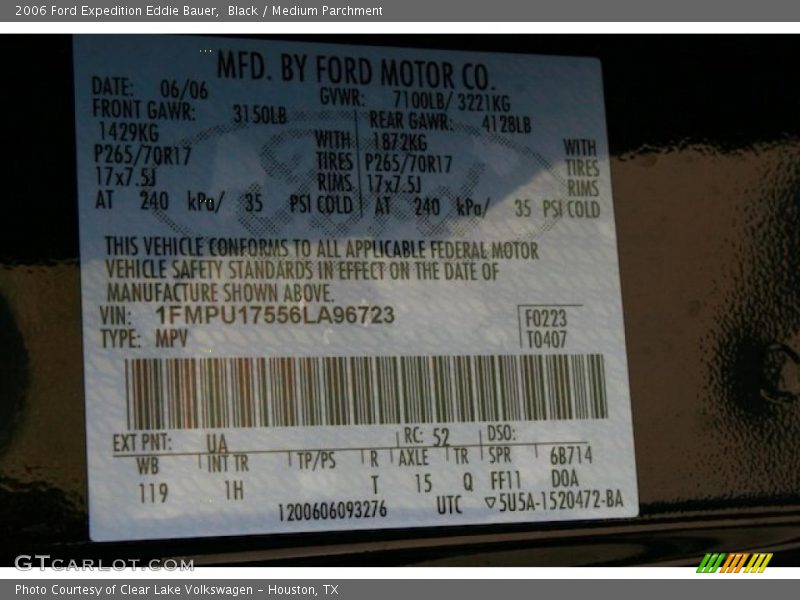 2006 Ford Expedition Eddie Bauer,  Black / Medium Parchment
MFD. BY FORD MOTOR CO.
DATE: 06/06 GVWR: 7100LB/ 3221KG
FRONT GAWR: 3150LB REAR GAWR: 4128LB
1429KG WITH 1872KG WITH
P265/70R17 TIRES P265/70R17 TIRES
17x7.5J RIMS 17x7.5J RIMS
AT 240 kPa/ 35 PSI COLD AT 240 kPa/ 35 PSI COLD
THIS VEHICLE CONFORMS TO ALL APPLICABLE FEDERAL MOTOR
VEHICLE SAFETY STANDARDS IN EFFECT ON THE DATE OF
MANUFACTURE SHOWN ABOVE.
VIN: 1FMPU17556LA96723 F0223
TYPE: MPV T0407
EXT PNT: UA RC: 52 DSO:
WB INT TR TP/PS R AXLE TR SPR 6B714
119 1H T 15 Q FF11 D0A
1200606093276 UTC ▽5U5A-1520472-BA
GTCARLOT.COM
Photo Courtesy of Clear Lake Volkswagen - Houston, TX